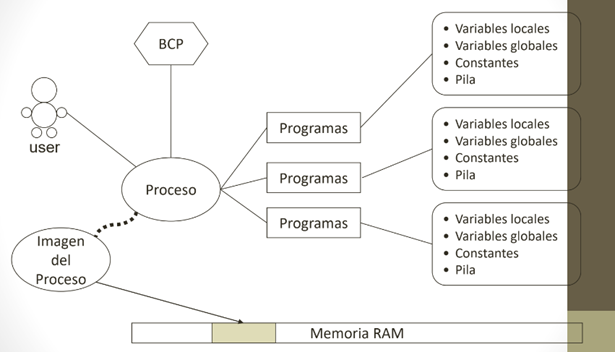 BCP
user
Proceso
Programas
Programas
Programas
• Variables locales
• Variables globales
• Constantes
• Pila
• Variables locales
• Variables globales
• Constantes
• Pila
• Variables locales
• Variables globales
• Constantes
• Pila
Imagen
del
Proceso
Memoria RAM